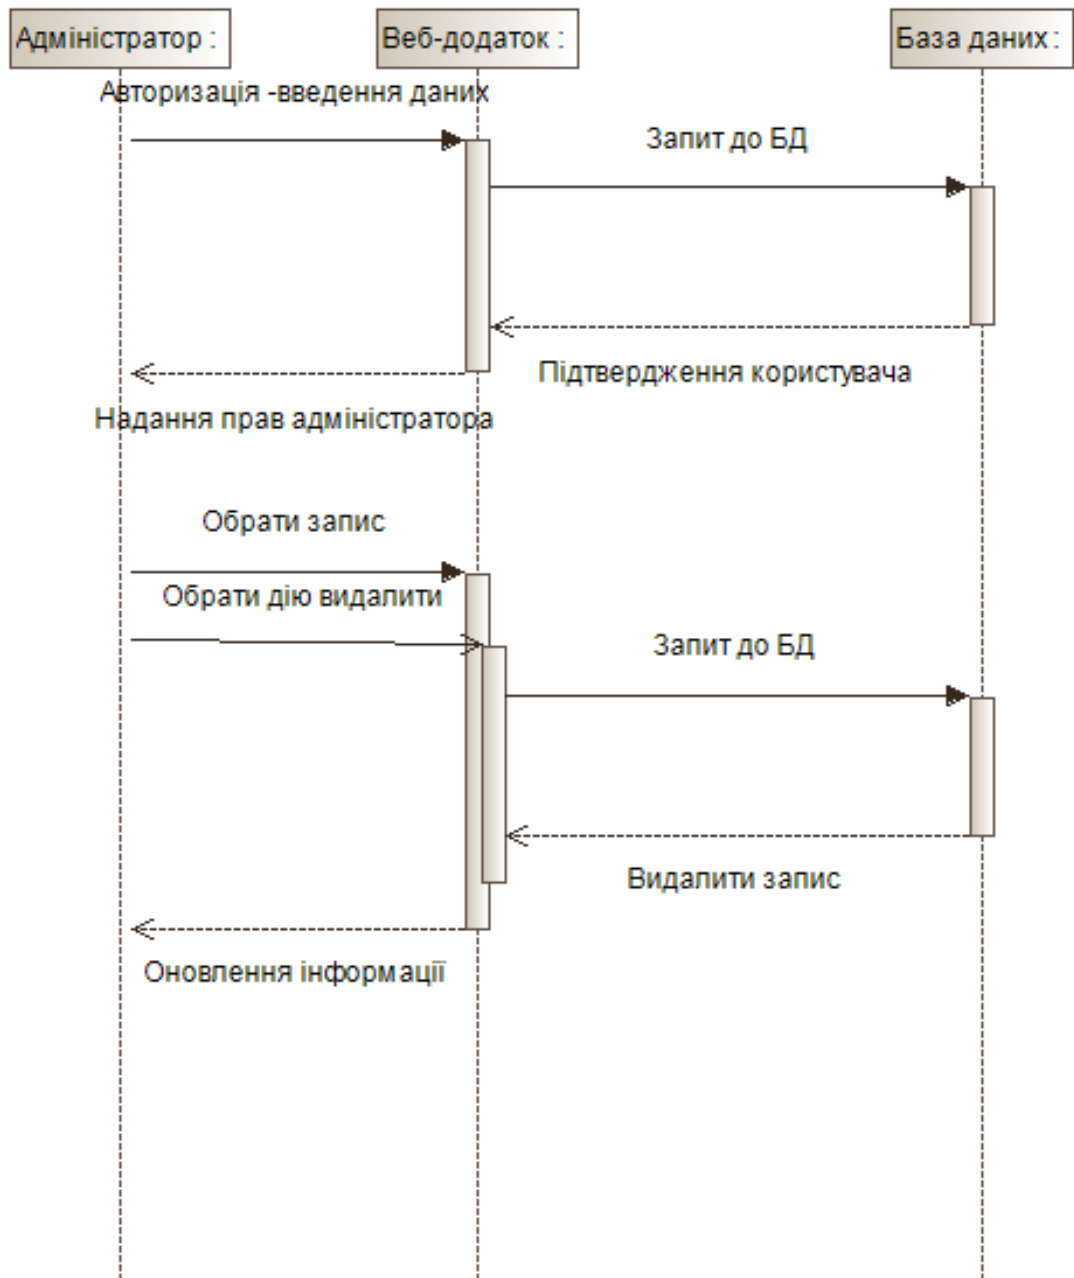 Адміністратор :
Веб-додаток :
База даних :
Авторизація -введення даних
Запит до БД
Підтвердження користувача
Надання прав адміністратора
Обрати запис
Обрати дію видалити
Запит до БД
Видалити запис
Оновлення інформації